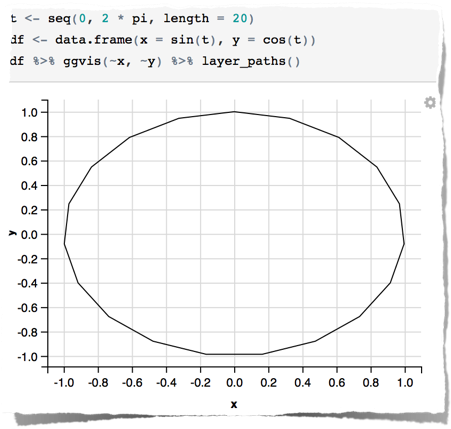 t <- seq(0, 2 * pi, length = 20)
df <- data.frame(x = sin(t), y = cos(t))
df %>% ggvis(~x, ~y) %>% layer_paths()
1.0
0.8
0.6
0.4
0.2
0.0
-0.2
-0.4
-0.6
-0.8
-1.0
y
-1.0 -0.8 -0.6 -0.4 -0.2 0.0 0.2 0.4 0.6 0.8 1.0
x